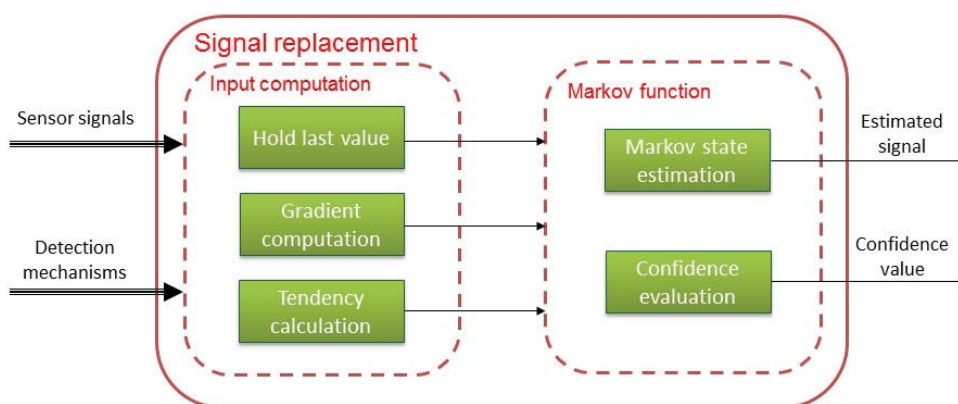 Signal replacement
Input computation
Markov function
Sensor signals
Hold last value
Markov state
estimation
Estimated
signal
Gradient
computation
Detection
mechanisms
Confidence
evaluation
Confidence
value
Tendency
calculation